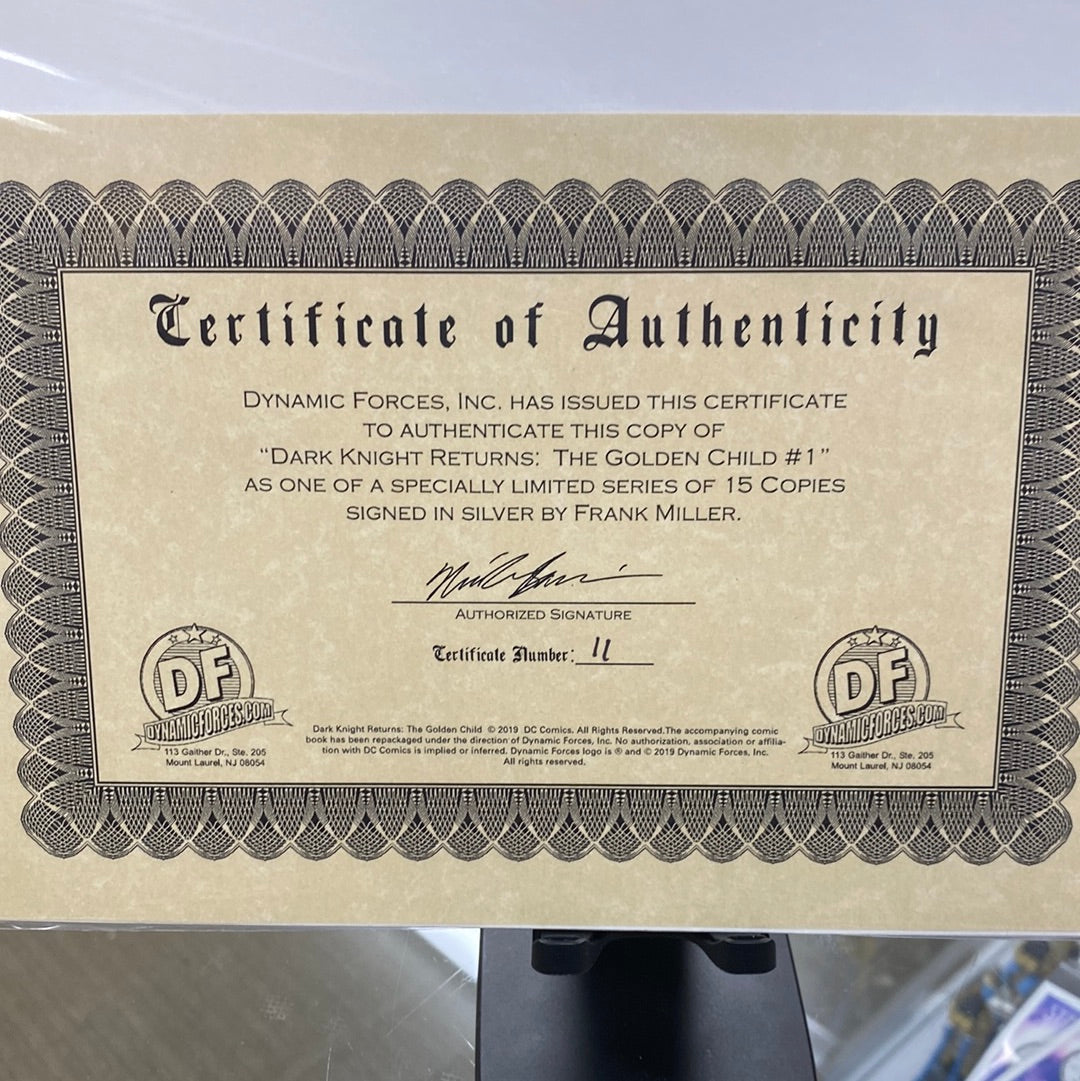 Certificate of Authenticity
DYNAMIC FORCES, INC. HAS ISSUED THIS CERTIFICATE
TO AUTHENTICATE THIS COPY OF
“DARK KNIGHT RETURNS: THE GOLDEN CHILD #1”
AS ONE OF A SPECIALLY LIMITED SERIES OF 15 COPIES
SIGNED IN SILVER BY FRANK MILLER.
AUTHORIZED SIGNATURE
Certificate Number: 11
DF
DYNAMICFORCES.COM
113 Gaither Dr., Ste. 205
Mount Laurel, NJ 08054
Dark Knight Returns: The Golden Child © 2019 DC Comics. All Rights Reserved.The accompanying comic
book has been repackaged under the direction of Dynamic Forces, Inc. No authorization, association or affilia-
tion with DC Comics is implied or inferred. Dynamic Forces logo is ® and © 2019 Dynamic Forces, Inc.
All rights reserved.
DF
DYNAMICFORCES.COM
113 Gaither Dr., Ste. 205
Mount Laurel, NJ 08054